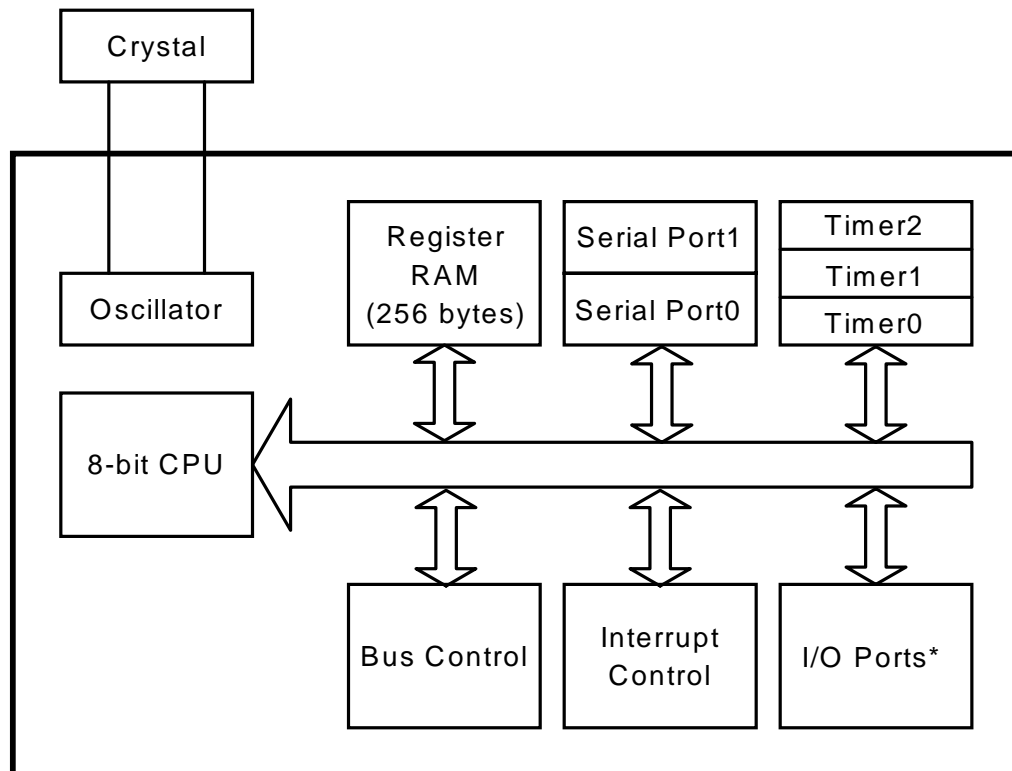 Crystal
Oscillator
Register
RAM
(256 bytes)
Serial Port1
Serial Port0
Timer2
Timer1
Timer0
8-bit CPU
Bus Control
Interrupt
Control
I/O Ports*